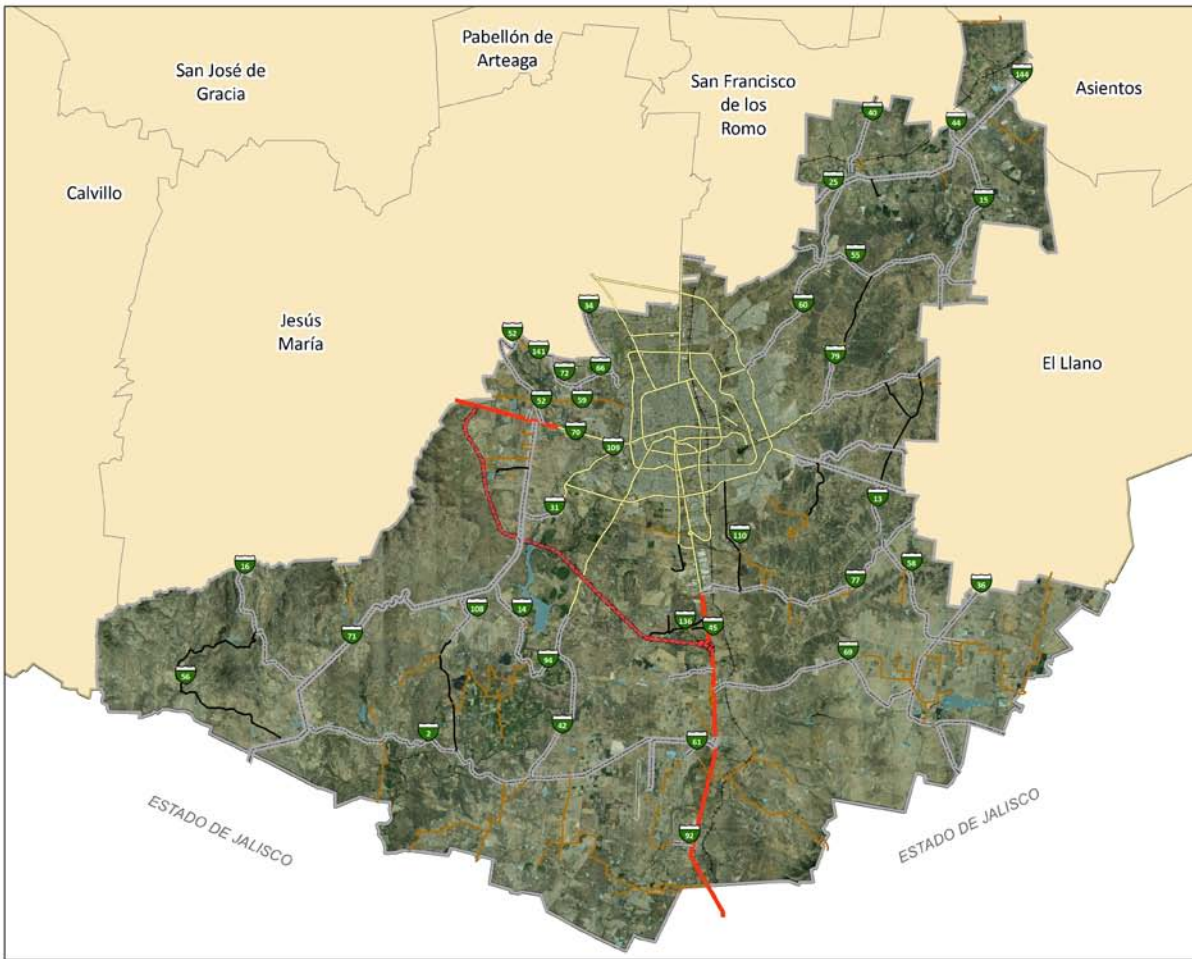 Pabellón de
Arteaga
San José de
Gracia
San Francisco
de los
Romo
Asientos
144
40
44
Calvillo
25
15
55
34
60
52
Jesús
María
141
79
72
66
El Llano
52
59
70
109
13
31
110
16
58
77
36
108
14
136
45
71
94
69
56
42
2
61
ESTADO DE JALISCO
92
ESTADO DE JALISCO